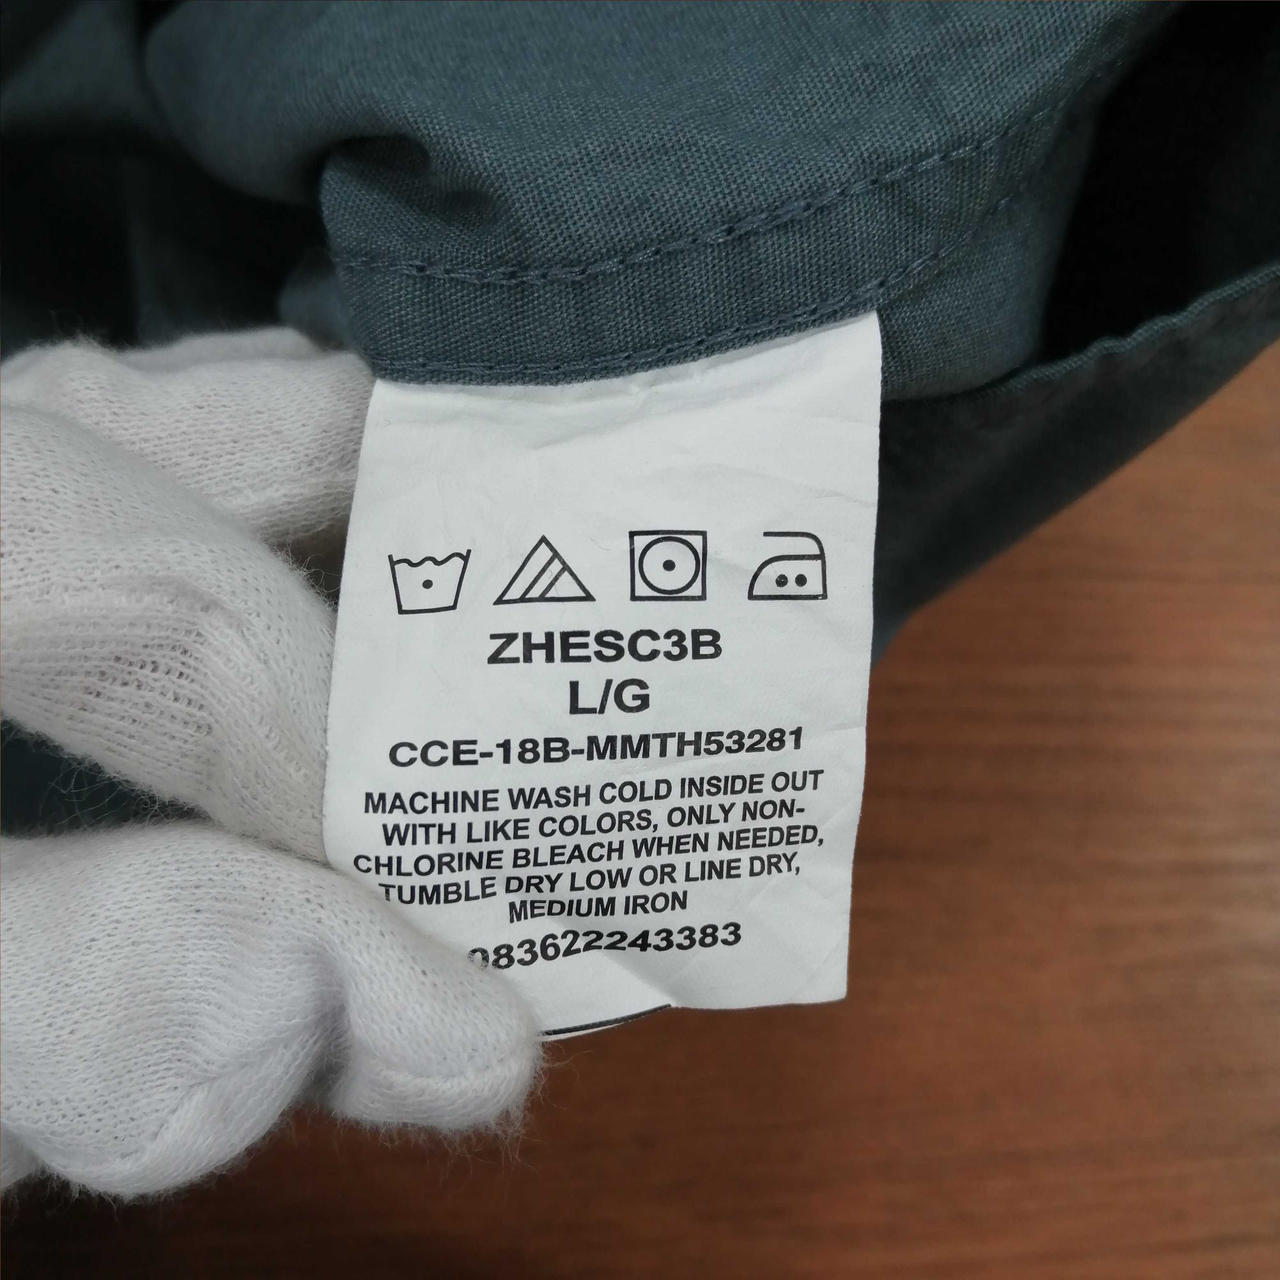 ZHESC3B
L/G
CCE-18B-MMTH53281
MACHINE WASH COLD INSIDE OUT
WITH LIKE COLORS, ONLY NON-
CHLORINE BLEACH WHEN NEEDED,
TUMBLE DRY LOW OR LINE DRY,
MEDIUM IRON
083622243383